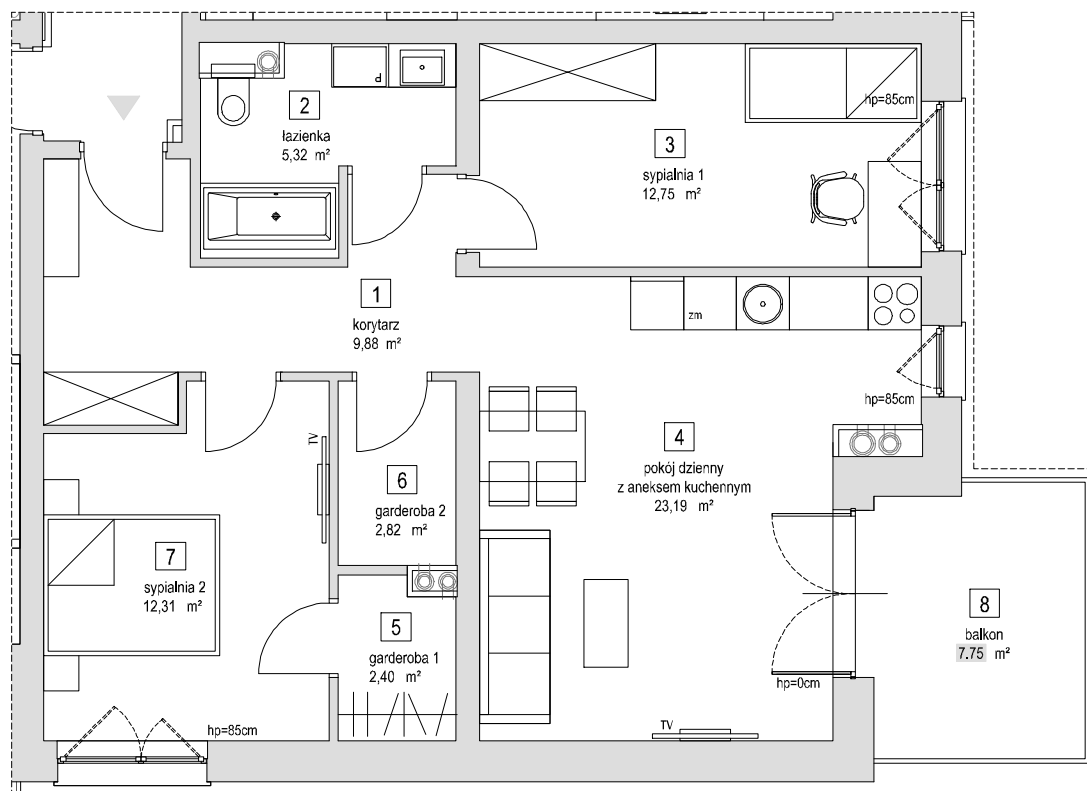 2
łazienka
5,32 m²
P
3
sypialnia 1
12,75 m²
hp=85cm
1
korytarz
9,88 m²
zm
hp=85cm
4
pokój dzienny
z aneksem kuchennym
23,19 m²
TV
6
garderoba 2
2,82 m²
7
sypialnia 2
12,31 m²
5
garderoba 1
2,40 m²
8
balkon
7.75 m²
hp=0cm
hp=85cm
TV